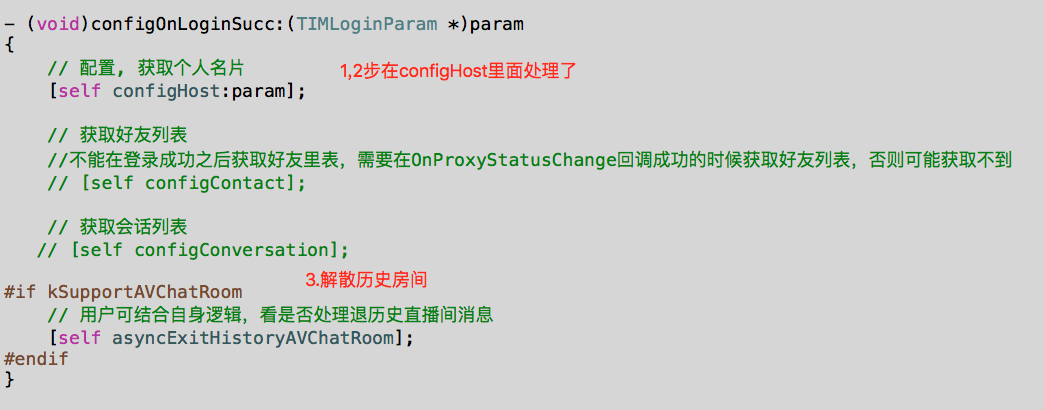 - (void)configOnLoginSucc:(TIMLoginParam *)param
{
// 配置, 获取个人名片
1,2步在configHost里面处理了
[self configHost:param];
// 获取好友列表
//不能在登录成功之后获取好友里表，需要在OnProxyStatusChange回调成功的时候获取好友列表，否则可能获取不到
// [self configContact];
// 获取会话列表
// [self configConversation];
3.解散历史房间
#if kSupportAVChatRoom
// 用户可结合自身逻辑，看是否处理退历史直播间消息
[self asyncExitHistoryAVChatRoom];
#endif
}